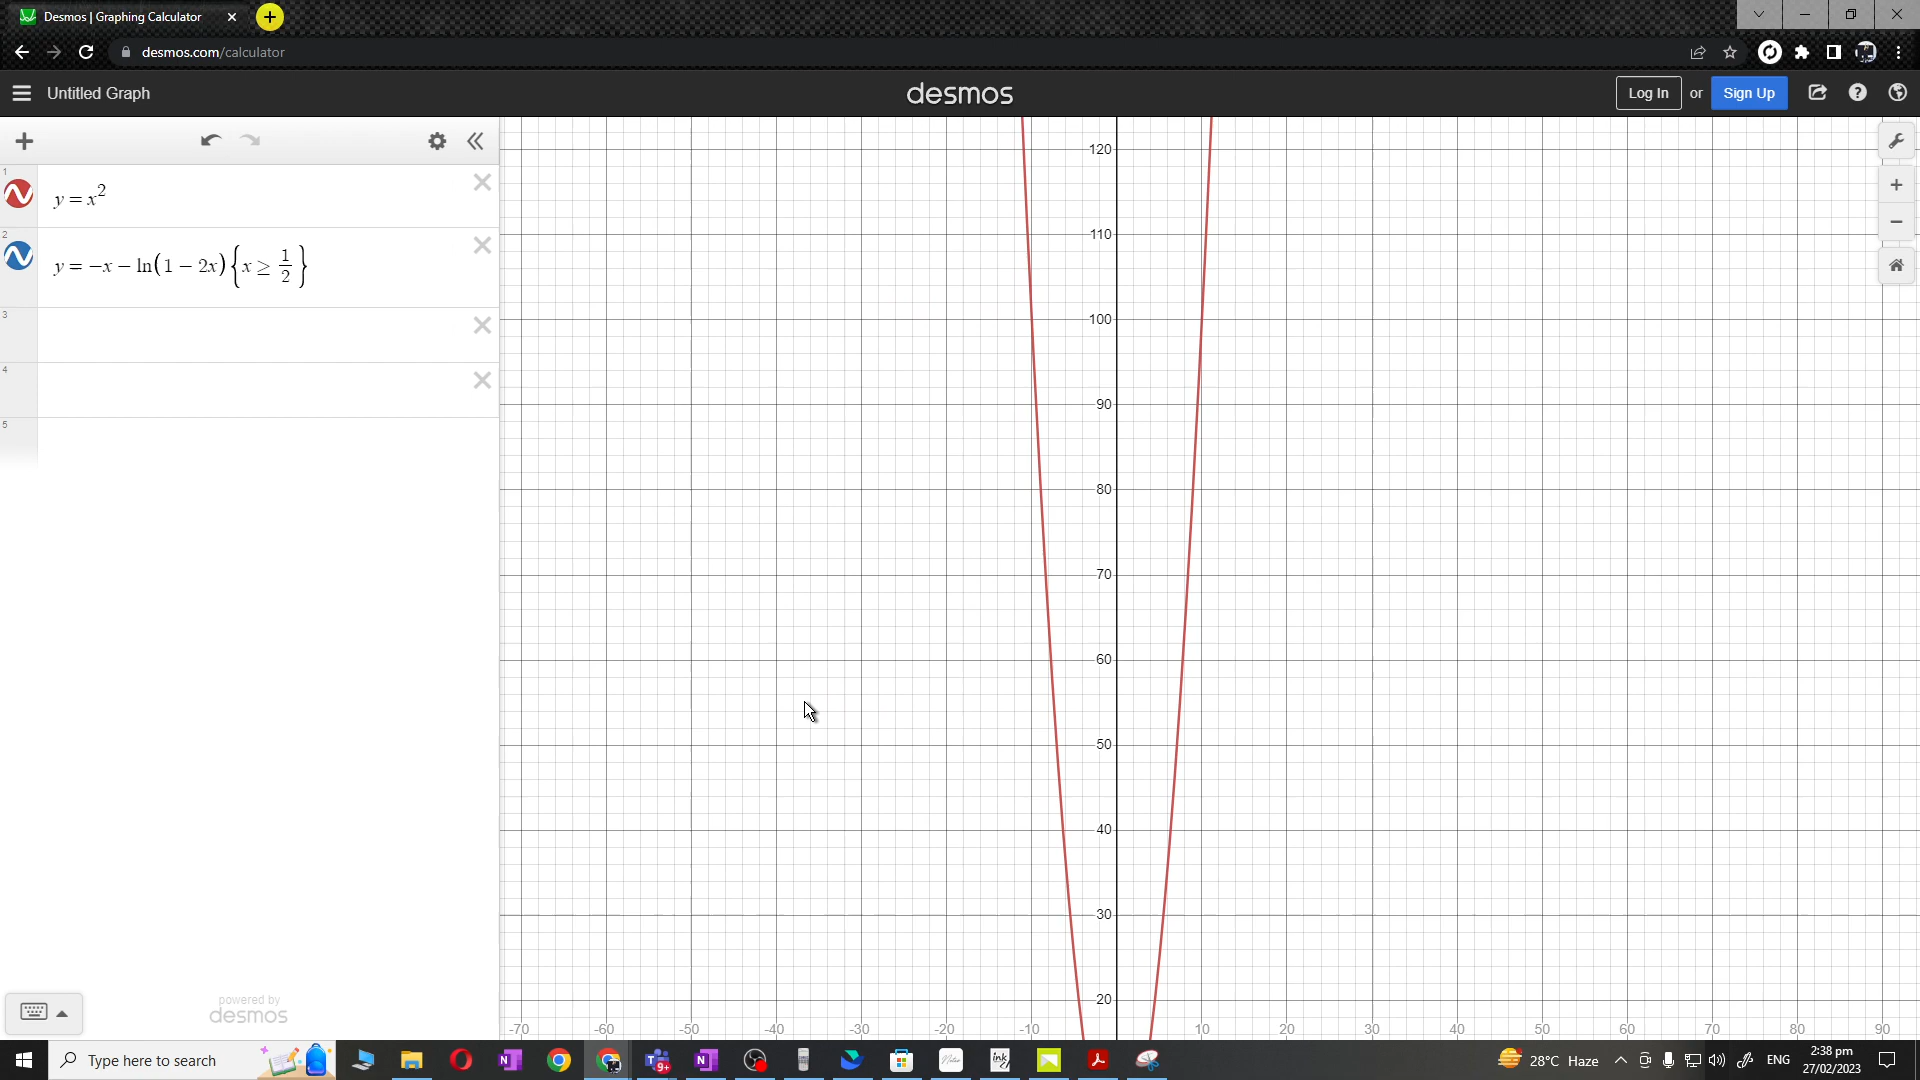 Desmos | Graphing Calculator
desmos.com/calculator
Untitled Graph
desmos
Log In or Sign Up
1
y = x²
2
y = −x − ln(1 − 2x) {x ≥ 1/2}
3
4
5
powered by
desmos
120
110
100
90
80
70
60
50
40
30
20
-70 -60 -50 -40 -30 -20 -10 10 20 30 40 50 60 70 80 90
Type here to search
9+
28°C Haze
ENG
2:38 pm
27/02/2023